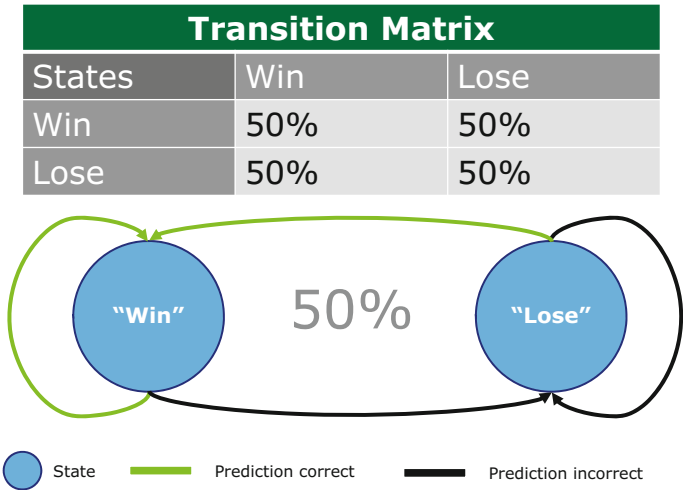 Transition Matrix
States Win Lose
Win 50% 50%
Lose 50% 50%
“Win” 50% “Lose”
State Prediction correct Prediction incorrect